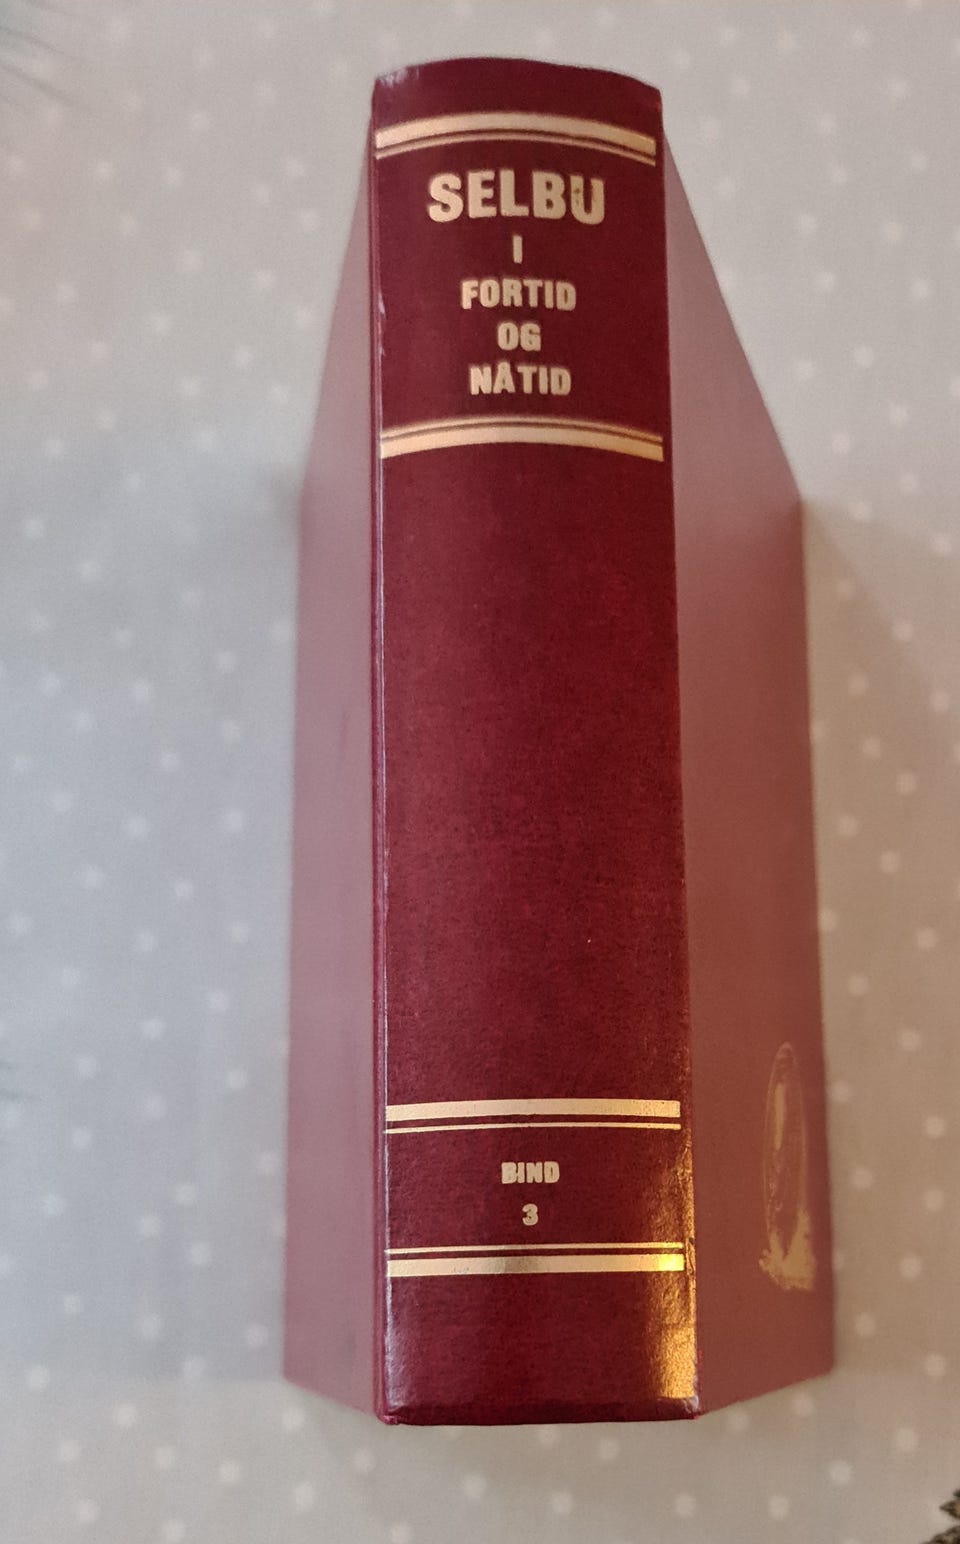 SELBU
I
FORTID
OG
NÅTID
BIND
3